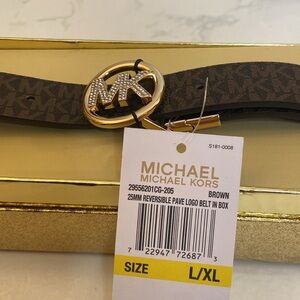 MK
S181-0008
MICHAEL
MICHAEL KORS
29556201CG-205 BROWN
25MM REVERSIBLE PAVE LOGO BELT IN BOX
7 22947 72687 3
SIZE L/XL